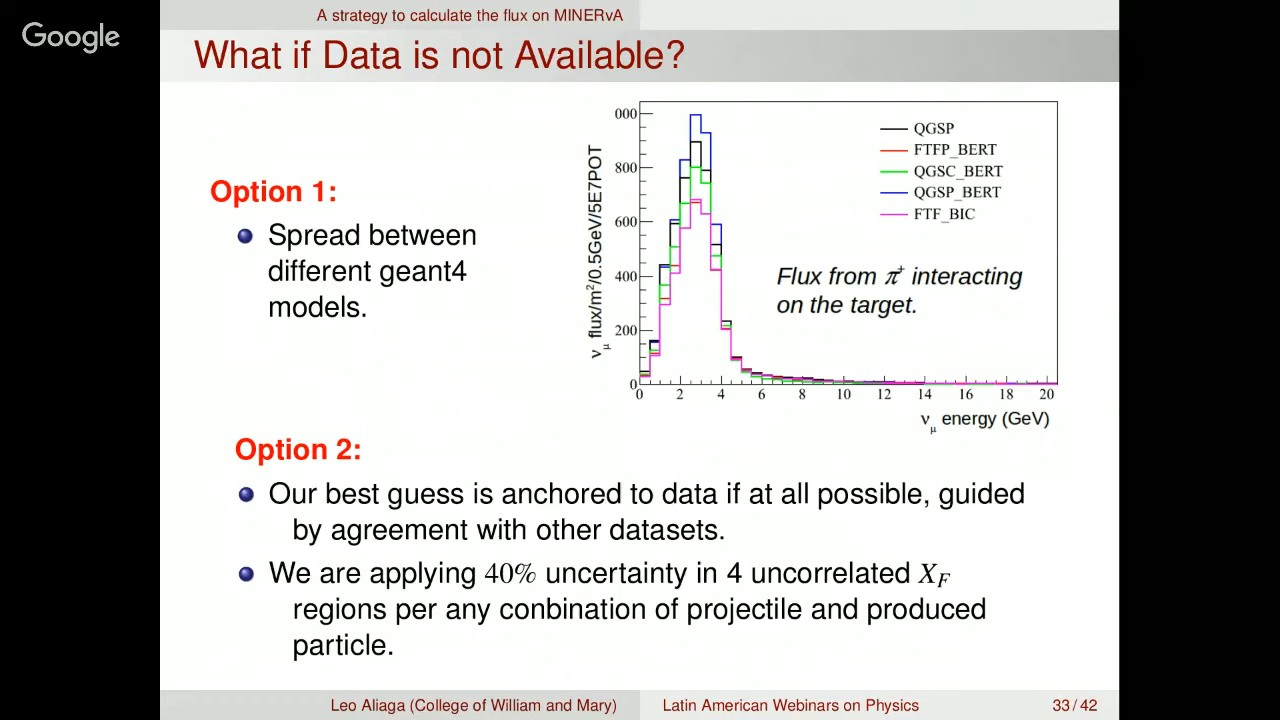 Google
A strategy to calculate the flux on MINERvA
What if Data is not Available?
Option 1:
Spread between
different geant4
models.
000
800
600
400
200
0
ν_μ flux/m²/0.5GeV/5E7POT
QGSP
FTFP_BERT
QGSC_BERT
QGSP_BERT
FTF_BIC
Flux from π⁺ interacting
on the target.
0 2 4 6 8 10 12 14 16 18 20
ν_μ energy (GeV)
Option 2:
Our best guess is anchored to data if at all possible, guided
by agreement with other datasets.
We are applying 40% uncertainty in 4 uncorrelated X_F
regions per any conbination of projectile and produced
particle.
Leo Aliaga (College of William and Mary) Latin American Webinars on Physics 33 / 42